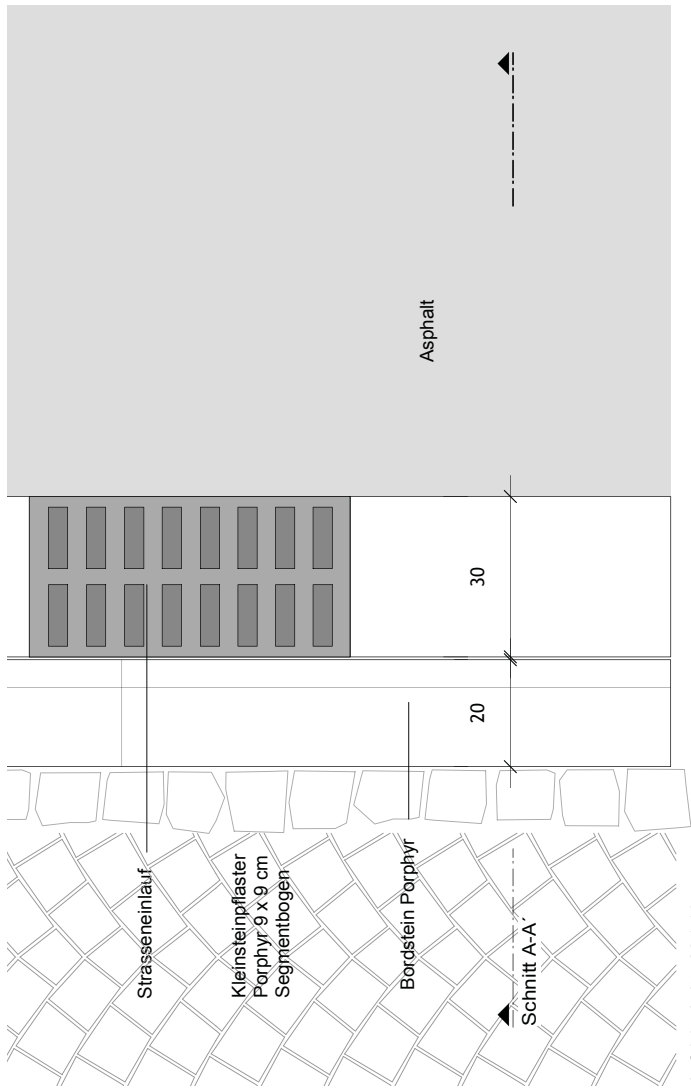 Strasseneinlauf
Kleinsteinpflaster
Porphyr 9 x 9 cm
Segmentbogen
Bordstein Porphyr
Schnitt A-A´
20
30
Asphalt